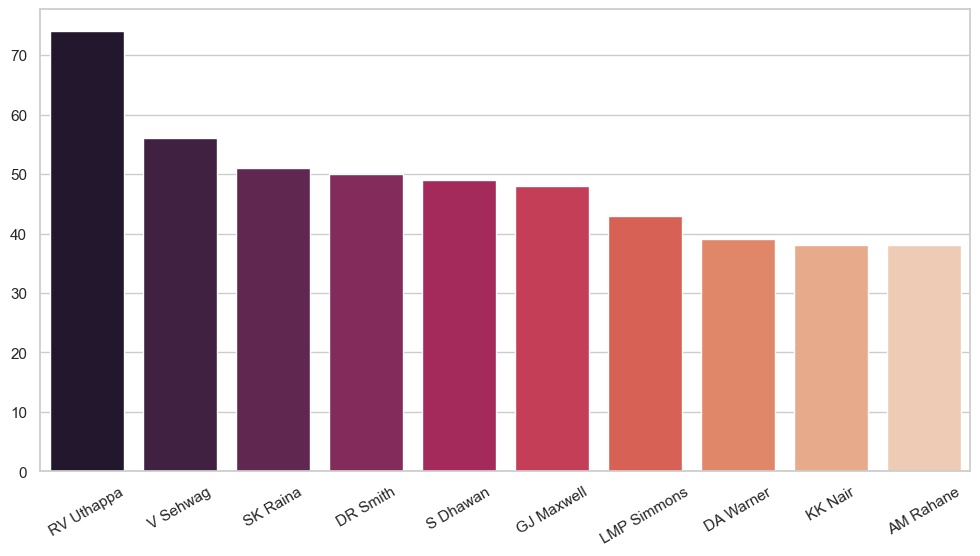 70
60
50
40
30
20
10
0
RV Uthappa
V Sehwag
SK Raina
DR Smith
S Dhawan
GJ Maxwell
LMP Simmons
DA Warner
KK Nair
AM Rahane